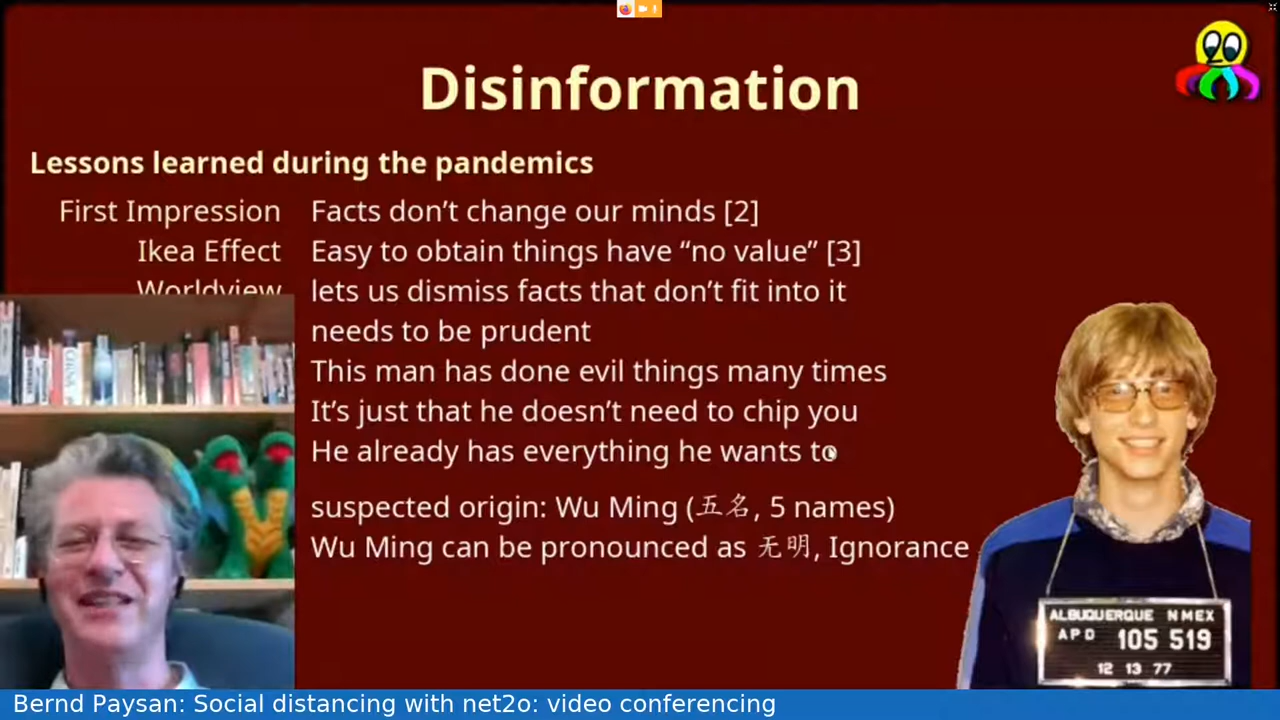 Disinformation
Lessons learned during the pandemics
First Impression Facts don’t change our minds [2]
Ikea Effect Easy to obtain things have “no value” [3]
Worldview lets us dismiss facts that don’t fit into it
needs to be prudent
This man has done evil things many times
It’s just that he doesn’t need to chip you
He already has everything he wants to
suspected origin: Wu Ming (五名, 5 names)
Wu Ming can be pronounced as 无明, Ignorance
ALBUQUERQUE N MEX
APD 105 519
12 13 77
Bernd Paysan: Social distancing with net2o: video conferencing